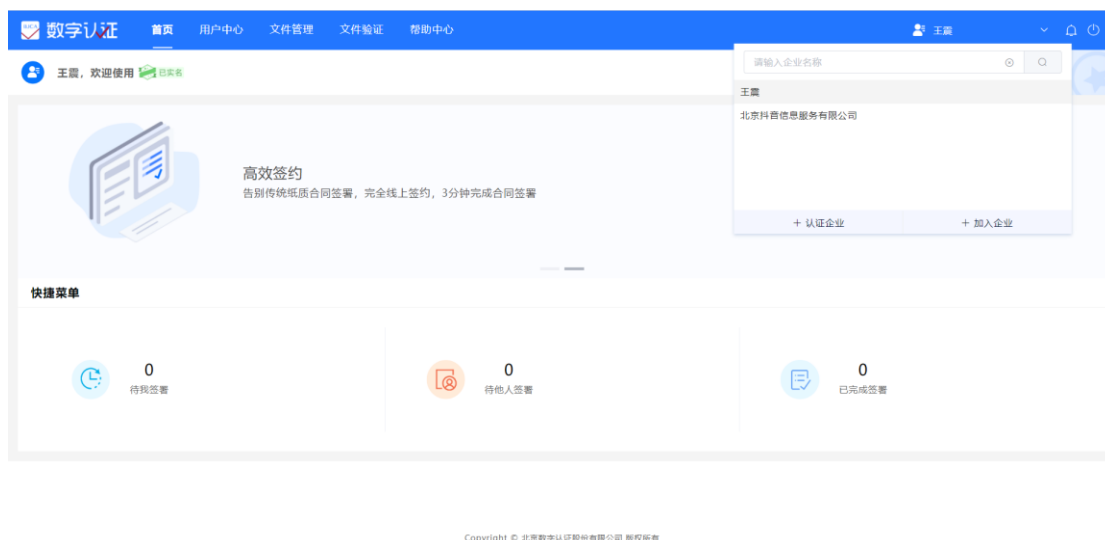 数字认证
首页 用户中心 文件管理 文件验证 帮助中心 王震
王震，欢迎使用 已实名
请输入企业名称
王震
北京抖音信息服务有限公司
+ 认证企业 + 加入企业
高效签约
告别传统纸质合同签署，完全线上签约，3分钟完成合同签署
快捷菜单
0
待我签署
0
待他人签署
0
已完成签署
Copyright © 北京数字认证股份有限公司 版权所有